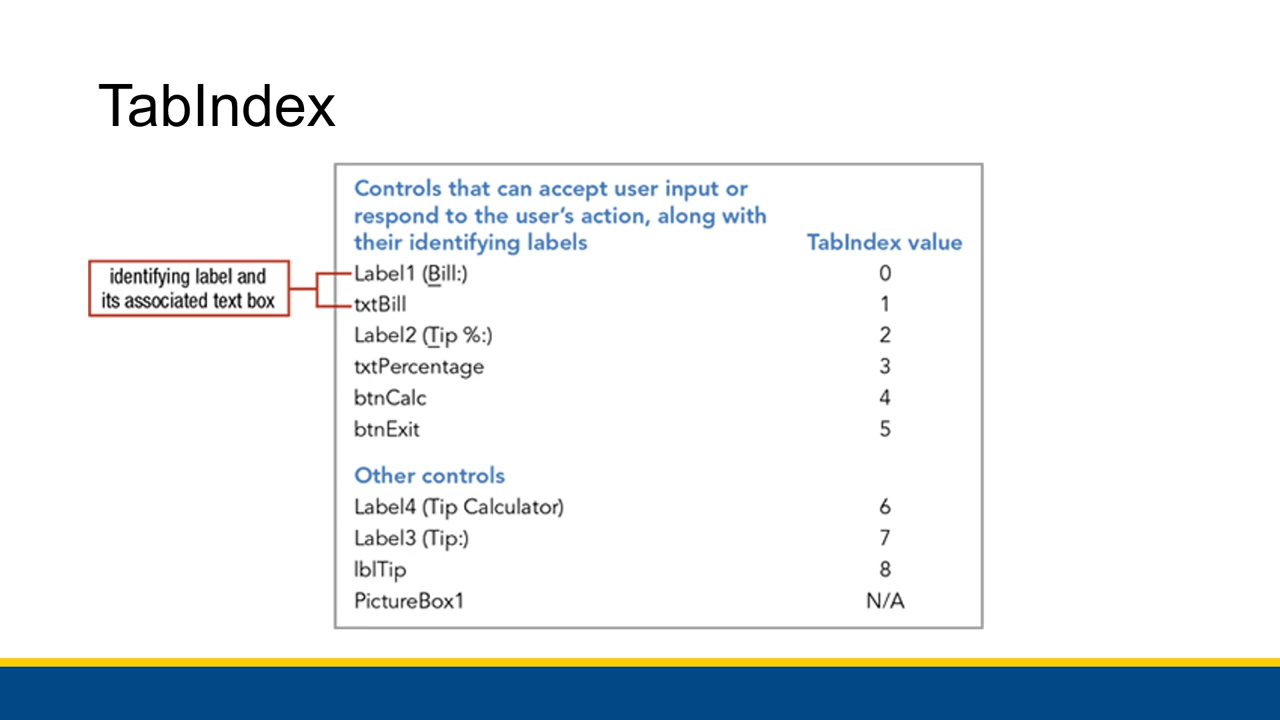 TabIndex
Controls that can accept user input or
respond to the user's action, along with
their identifying labels TabIndex value
identifying label and
its associated text box
Label1 (Bill:) 0
txtBill 1
Label2 (Tip %:) 2
txtPercentage 3
btnCalc 4
btnExit 5
Other controls
Label4 (Tip Calculator) 6
Label3 (Tip:) 7
lblTip 8
PictureBox1 N/A